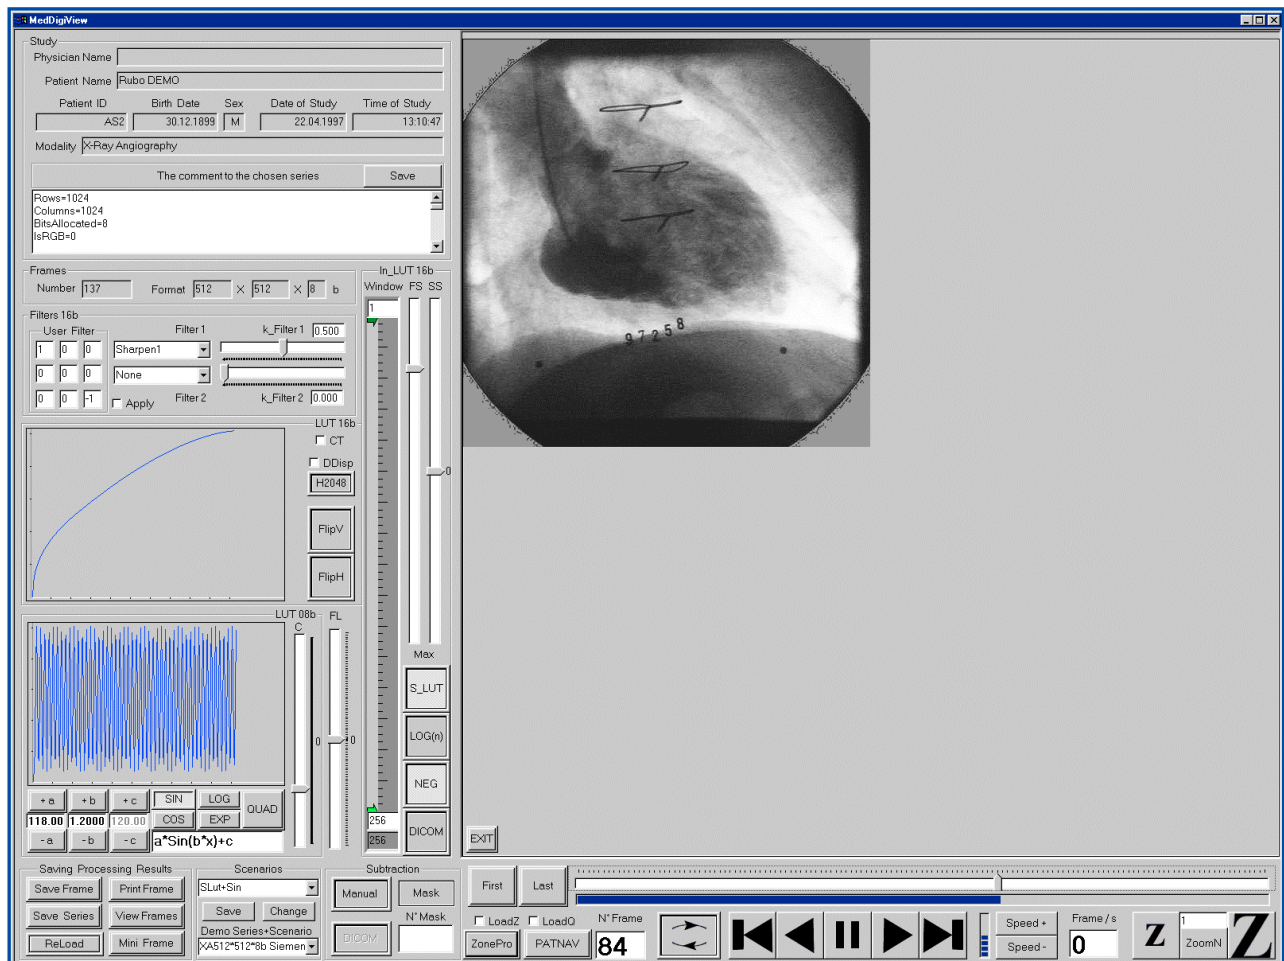 MedDigiView
Study
Physician Name
Patient Name Rubo DEMO
Patient ID Birth Date Sex Date of Study Time of Study
AS2 30.12.1899 M 22.04.1997 13:10:47
Modality X-Ray Angiography
The comment to the chosen series Save
Rows=1024
Columns=1024
BitsAllocated=8
IsRGB=0
Frames
Number 137 Format 512 X 512 X 8 b
Filters 16b
User Filter Filter 1 k_Filter 1 0.500
1 0 0 Sharpen1
0 0 0 None
0 0 -1 Apply Filter 2 k_Filter 2 0.000
LUT 16b
CT
DDisp
H2048
FlipV
FlipH
LUT 08b FL
C
0 0
+a +b +c SIN LOG QUAD
118.00 1.2000 120.00 COS EXP
-a -b -c a*Sin(b*x)+c
In_LUT 16b
Window FS SS
1
0
Max
S_LUT
LOG(n)
NEG
256
256
DICOM
97258
EXIT
Saving Processing Results
Save Frame Print Frame
Save Series View Frames
ReLoad Mini Frame
Scenarios
SLut+Sin
Save Change
Demo Series+Scenario
XA512*512*8b Siemen
Subtraction
Manual Mask
N°Mask
DICOM
First Last
LoadZ LoadQ N°Frame
ZonePro PATNAV 84
Speed +
Speed -
Frame / s
0
Z 1 Z
ZoomN